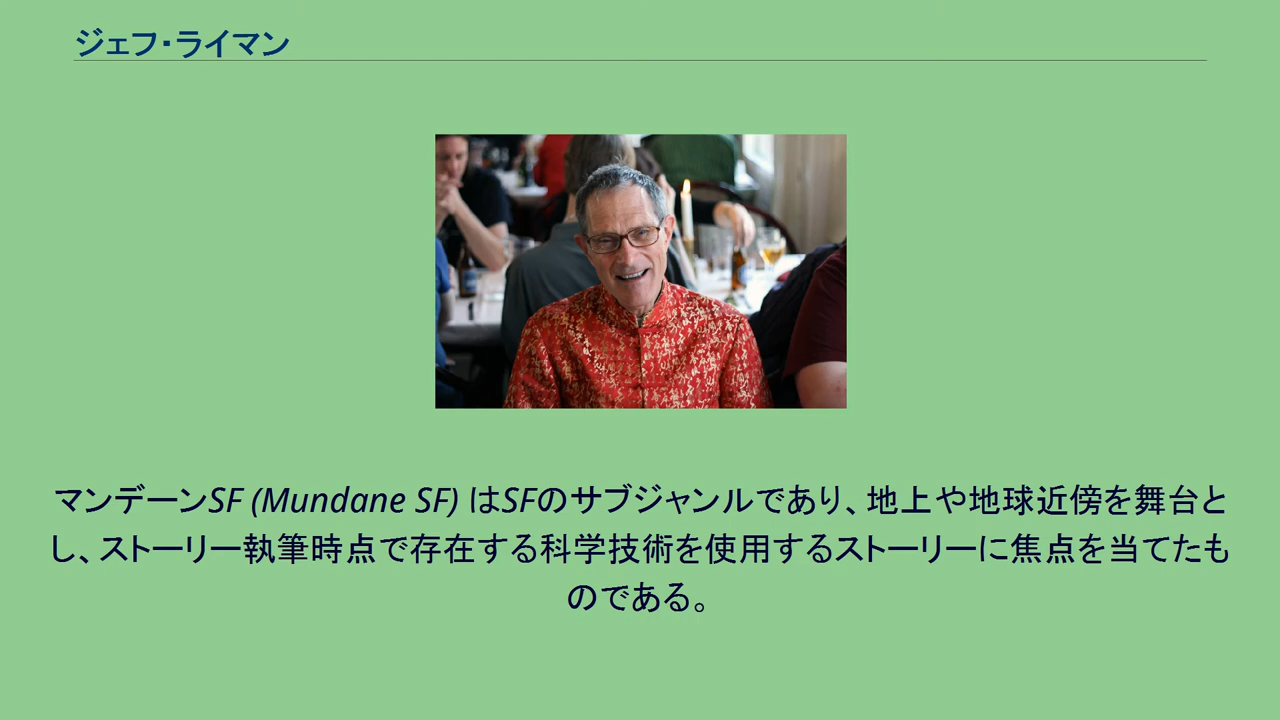 ジェフ・ライマン
マンデーンSF (Mundane SF) はSFのサブジャンルであり、地上や地球近傍を舞台と
し、ストーリー執筆時点で存在する科学技術を使用するストーリーに焦点を当てたも
のである。